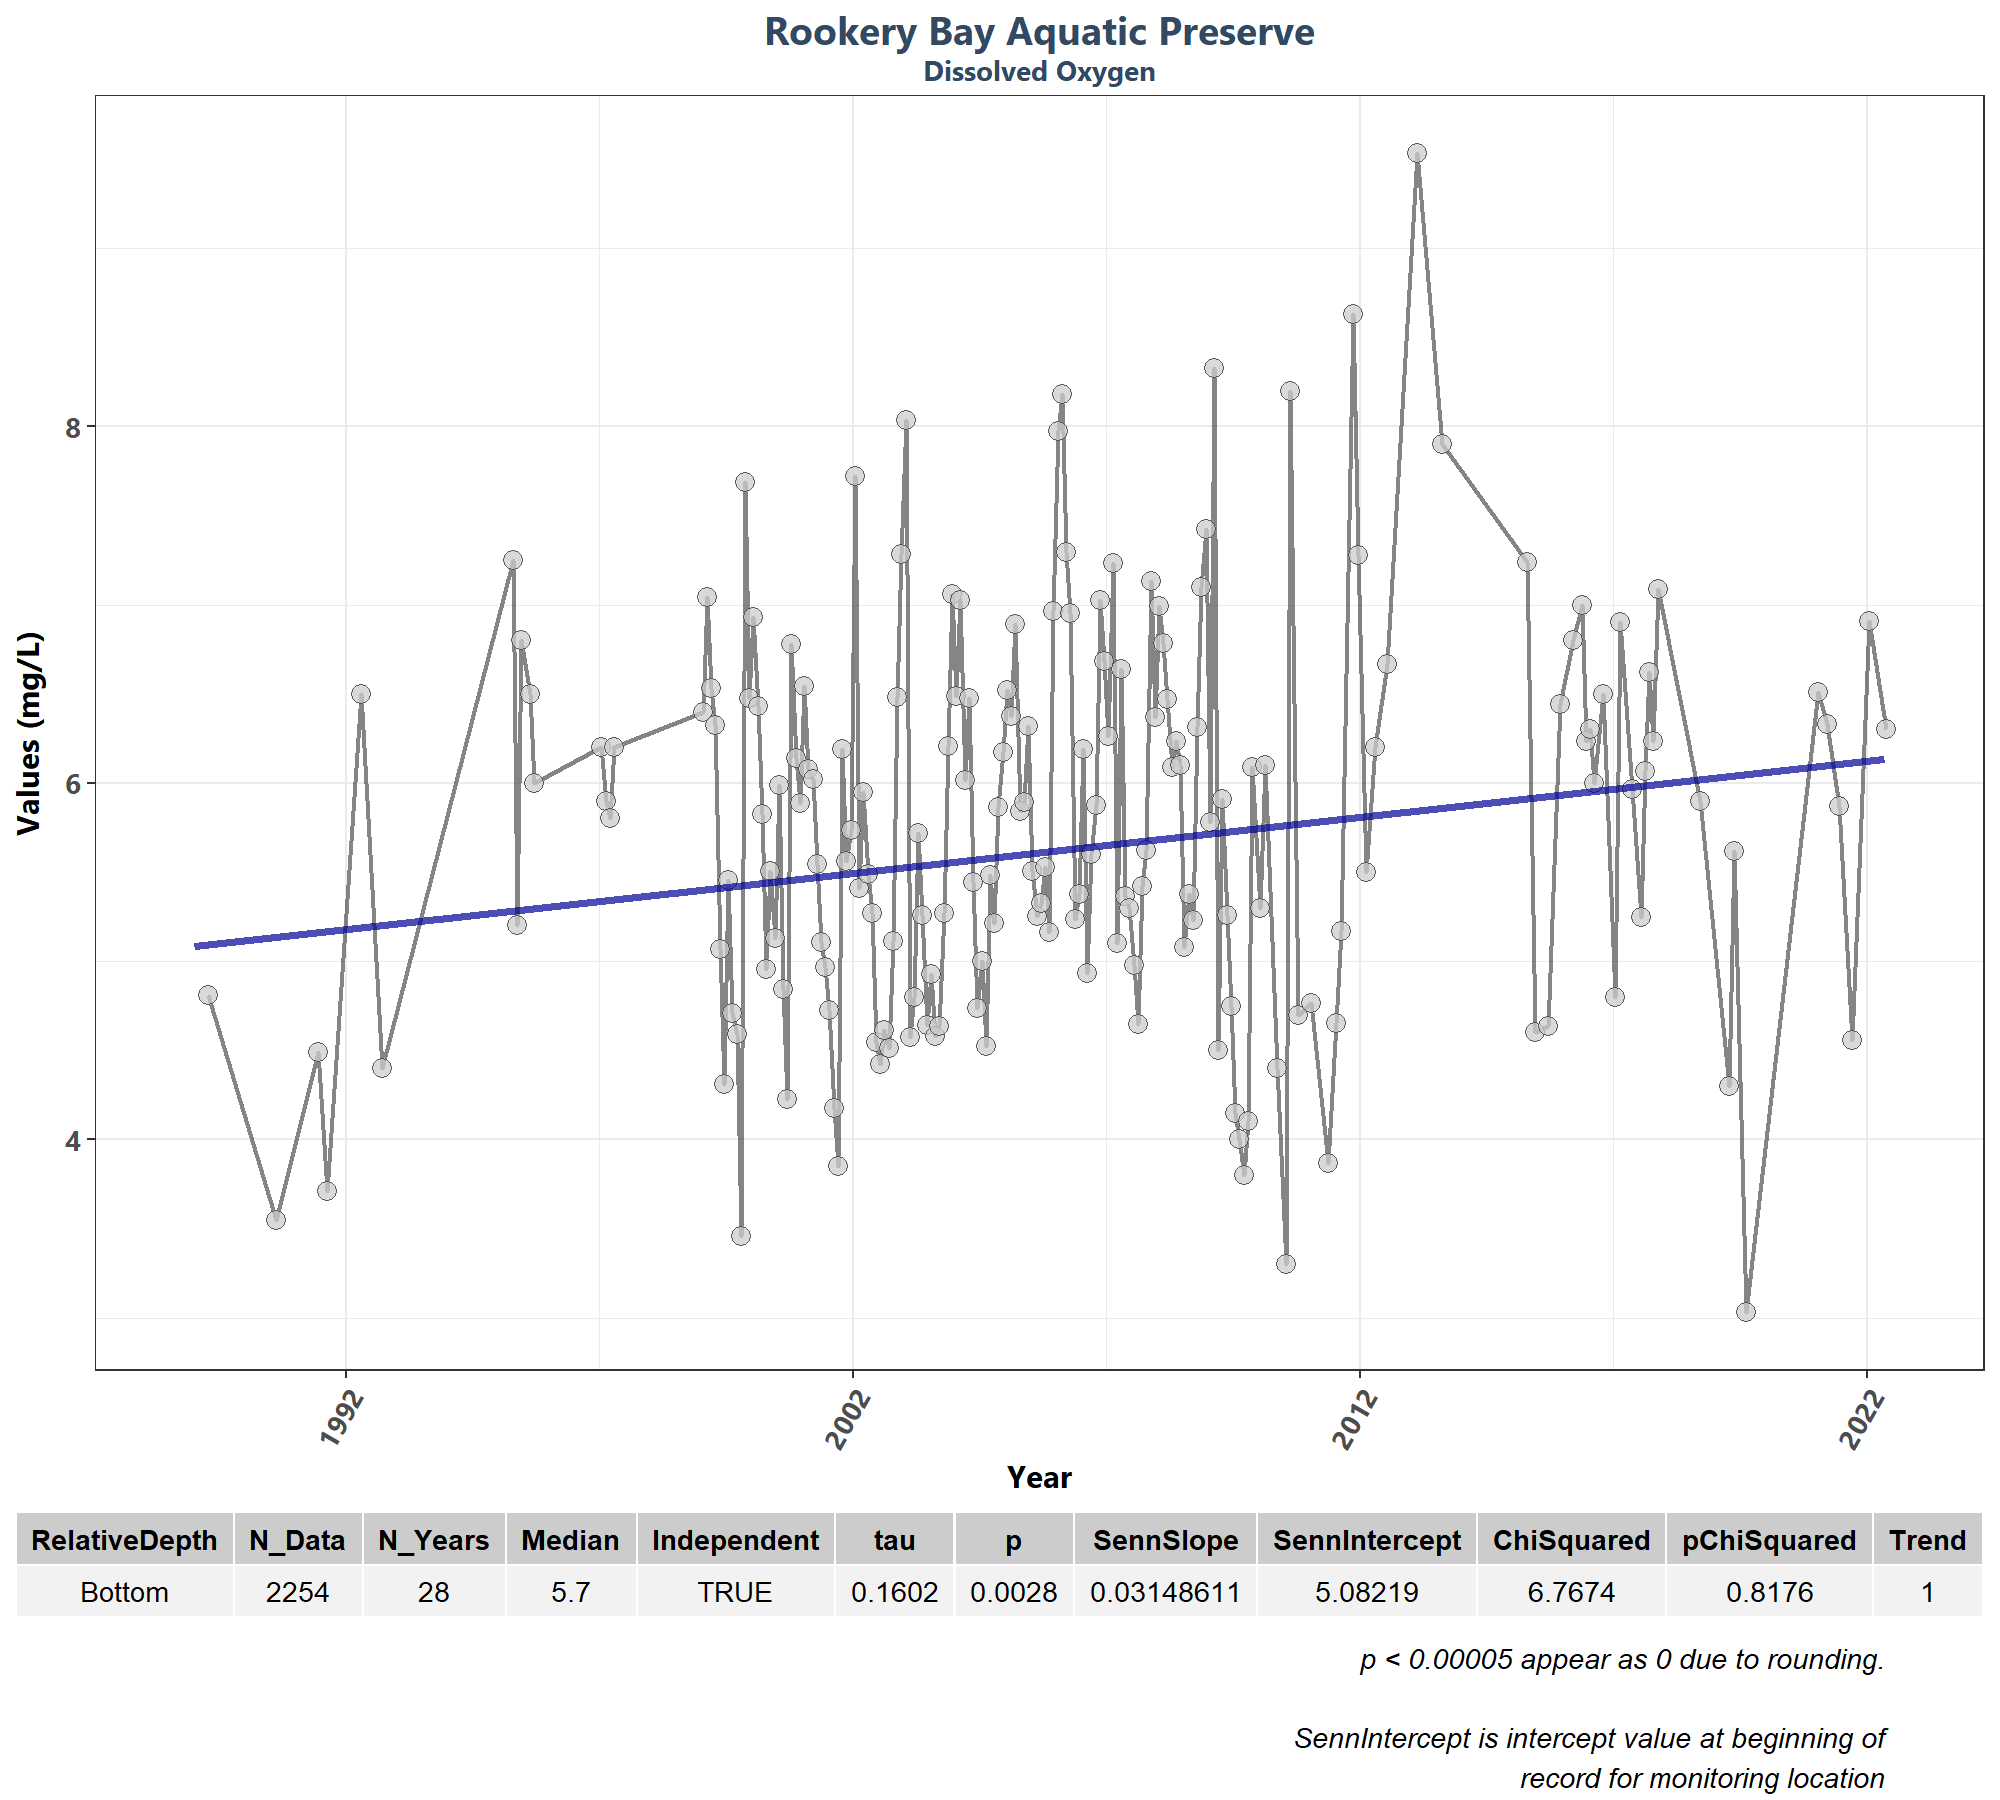 Rookery Bay Aquatic Preserve
Dissolved Oxygen
Values (mg/L)
8
6
4
1992 2002 2012 2022
Year
RelativeDepth N_Data N_Years Median Independent tau p SennSlope SennIntercept ChiSquared pChiSquared Trend
Bottom 2254 28 5.7 TRUE 0.1602 0.0028 0.03148611 5.08219 6.7674 0.8176 1
p < 0.00005 appear as 0 due to rounding.
SennIntercept is intercept value at beginning of
record for monitoring location